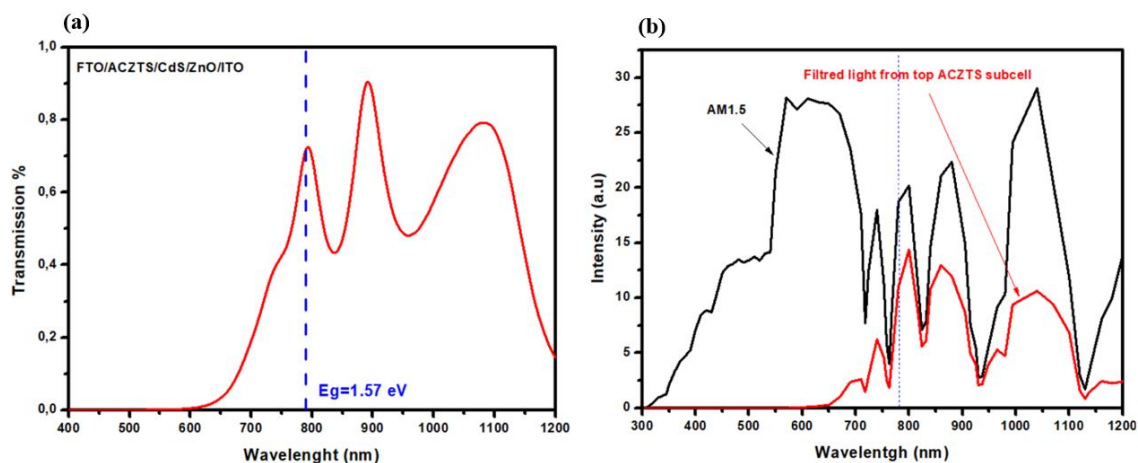 (a)
FTO/ACZTS/CdS/ZnO/ITO
Transmission %
1,0
0,8
0,6
0,4
0,2
0,0
Eg=1.57 eV
400 500 600 700 800 900 1000 1100 1200
Wavelenght (nm)
(b)
Filtred light from top ACZTS subcell
AM1.5
Intensity (a.u)
30
25
20
15
10
5
0
300 400 500 600 700 800 900 1000 1100 1200
Wavelentgh (nm)